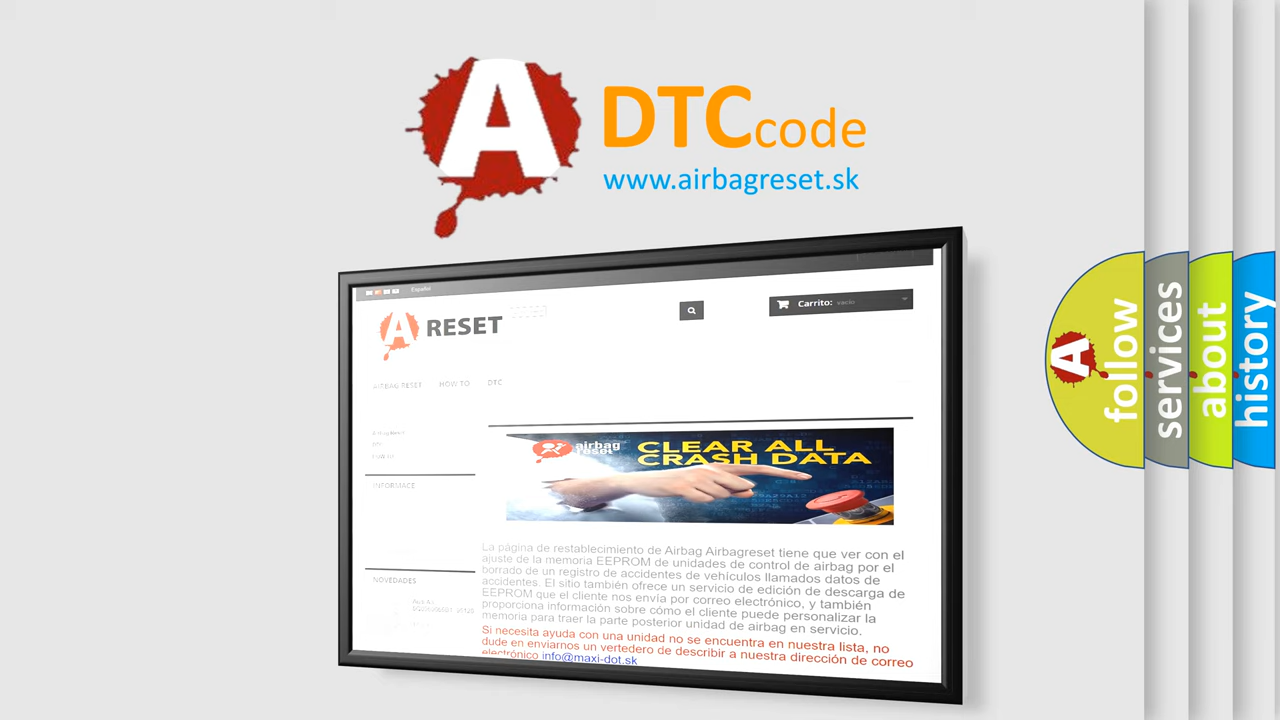 A
DTC code
www.airbagreset.sk
Español
A RESET
Carrito: vacío
AIRBAG RESET HOW TO DTC
INFORMACE
NOVEDADES
airbag
reset
CLEAR ALL
CRASH DATA
La página de restablecimiento de Airbag Airbagreset tiene que ver con el
ajuste de la memoria EEPROM de unidades de control de airbag por el
borrado de un registro de accidentes de vehículos llamados datos de
accidentes. El sitio también ofrece un servicio de edición de descarga de
EEPROM que el cliente nos envía por correo electrónico, y también
proporciona información sobre cómo el cliente puede personalizar la
memoria para traer la parte posterior unidad de airbag en servicio.
Si necesita ayuda con una unidad no se encuentra en nuestra lista, no
dude en enviarnos un vertedero de describir a nuestra dirección de correo
electrónico info@maxi-dot.sk
A
follow
services
about
history